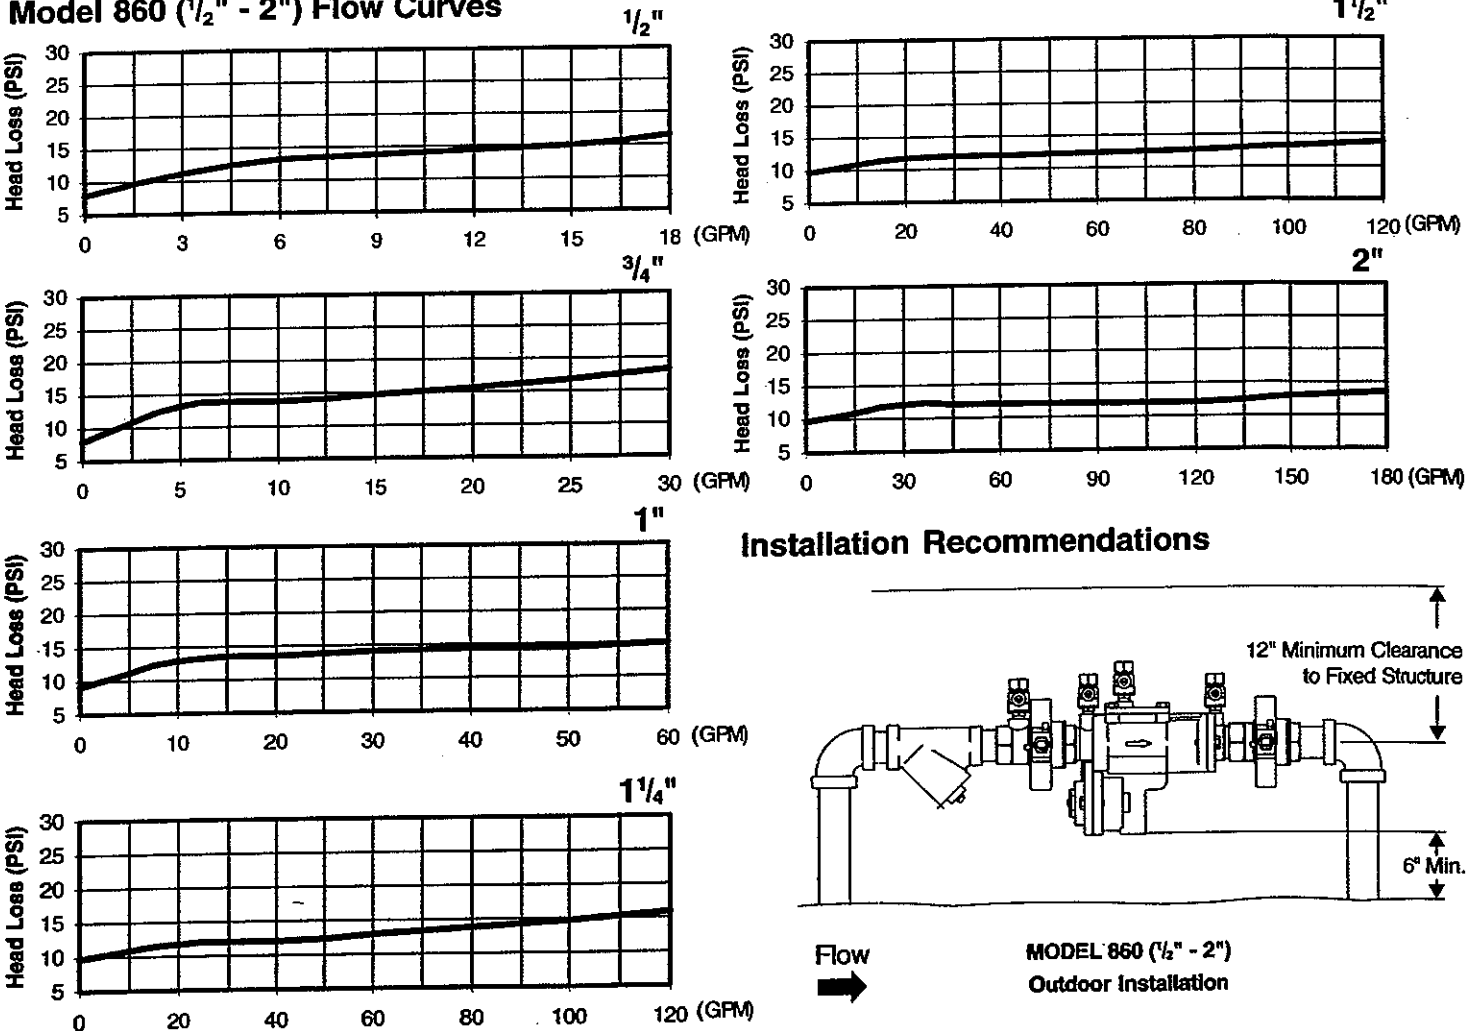 Model 860 (1/2" - 2") Flow Curves
1/2"
Head Loss (PSI)
30
25
20
15
10
5
0 3 6 9 12 15 18 (GPM)
3/4"
Head Loss (PSI)
30
25
20
15
10
5
0 5 10 15 20 25 30 (GPM)
1"
Head Loss (PSI)
30
25
20
15
10
5
0 10 20 30 40 50 60 (GPM)
1 1/4"
Head Loss (PSI)
30
25
20
15
10
5
0 20 40 60 80 100 120 (GPM)
1 1/2"
Head Loss (PSI)
30
25
20
15
10
5
0 20 40 60 80 100 120 (GPM)
2"
Head Loss (PSI)
30
25
20
15
10
5
0 30 60 90 120 150 180 (GPM)
Installation Recommendations
12" Minimum Clearance
to Fixed Structure
6" Min.
Flow
MODEL 860 (1/2" - 2")
Outdoor Installation